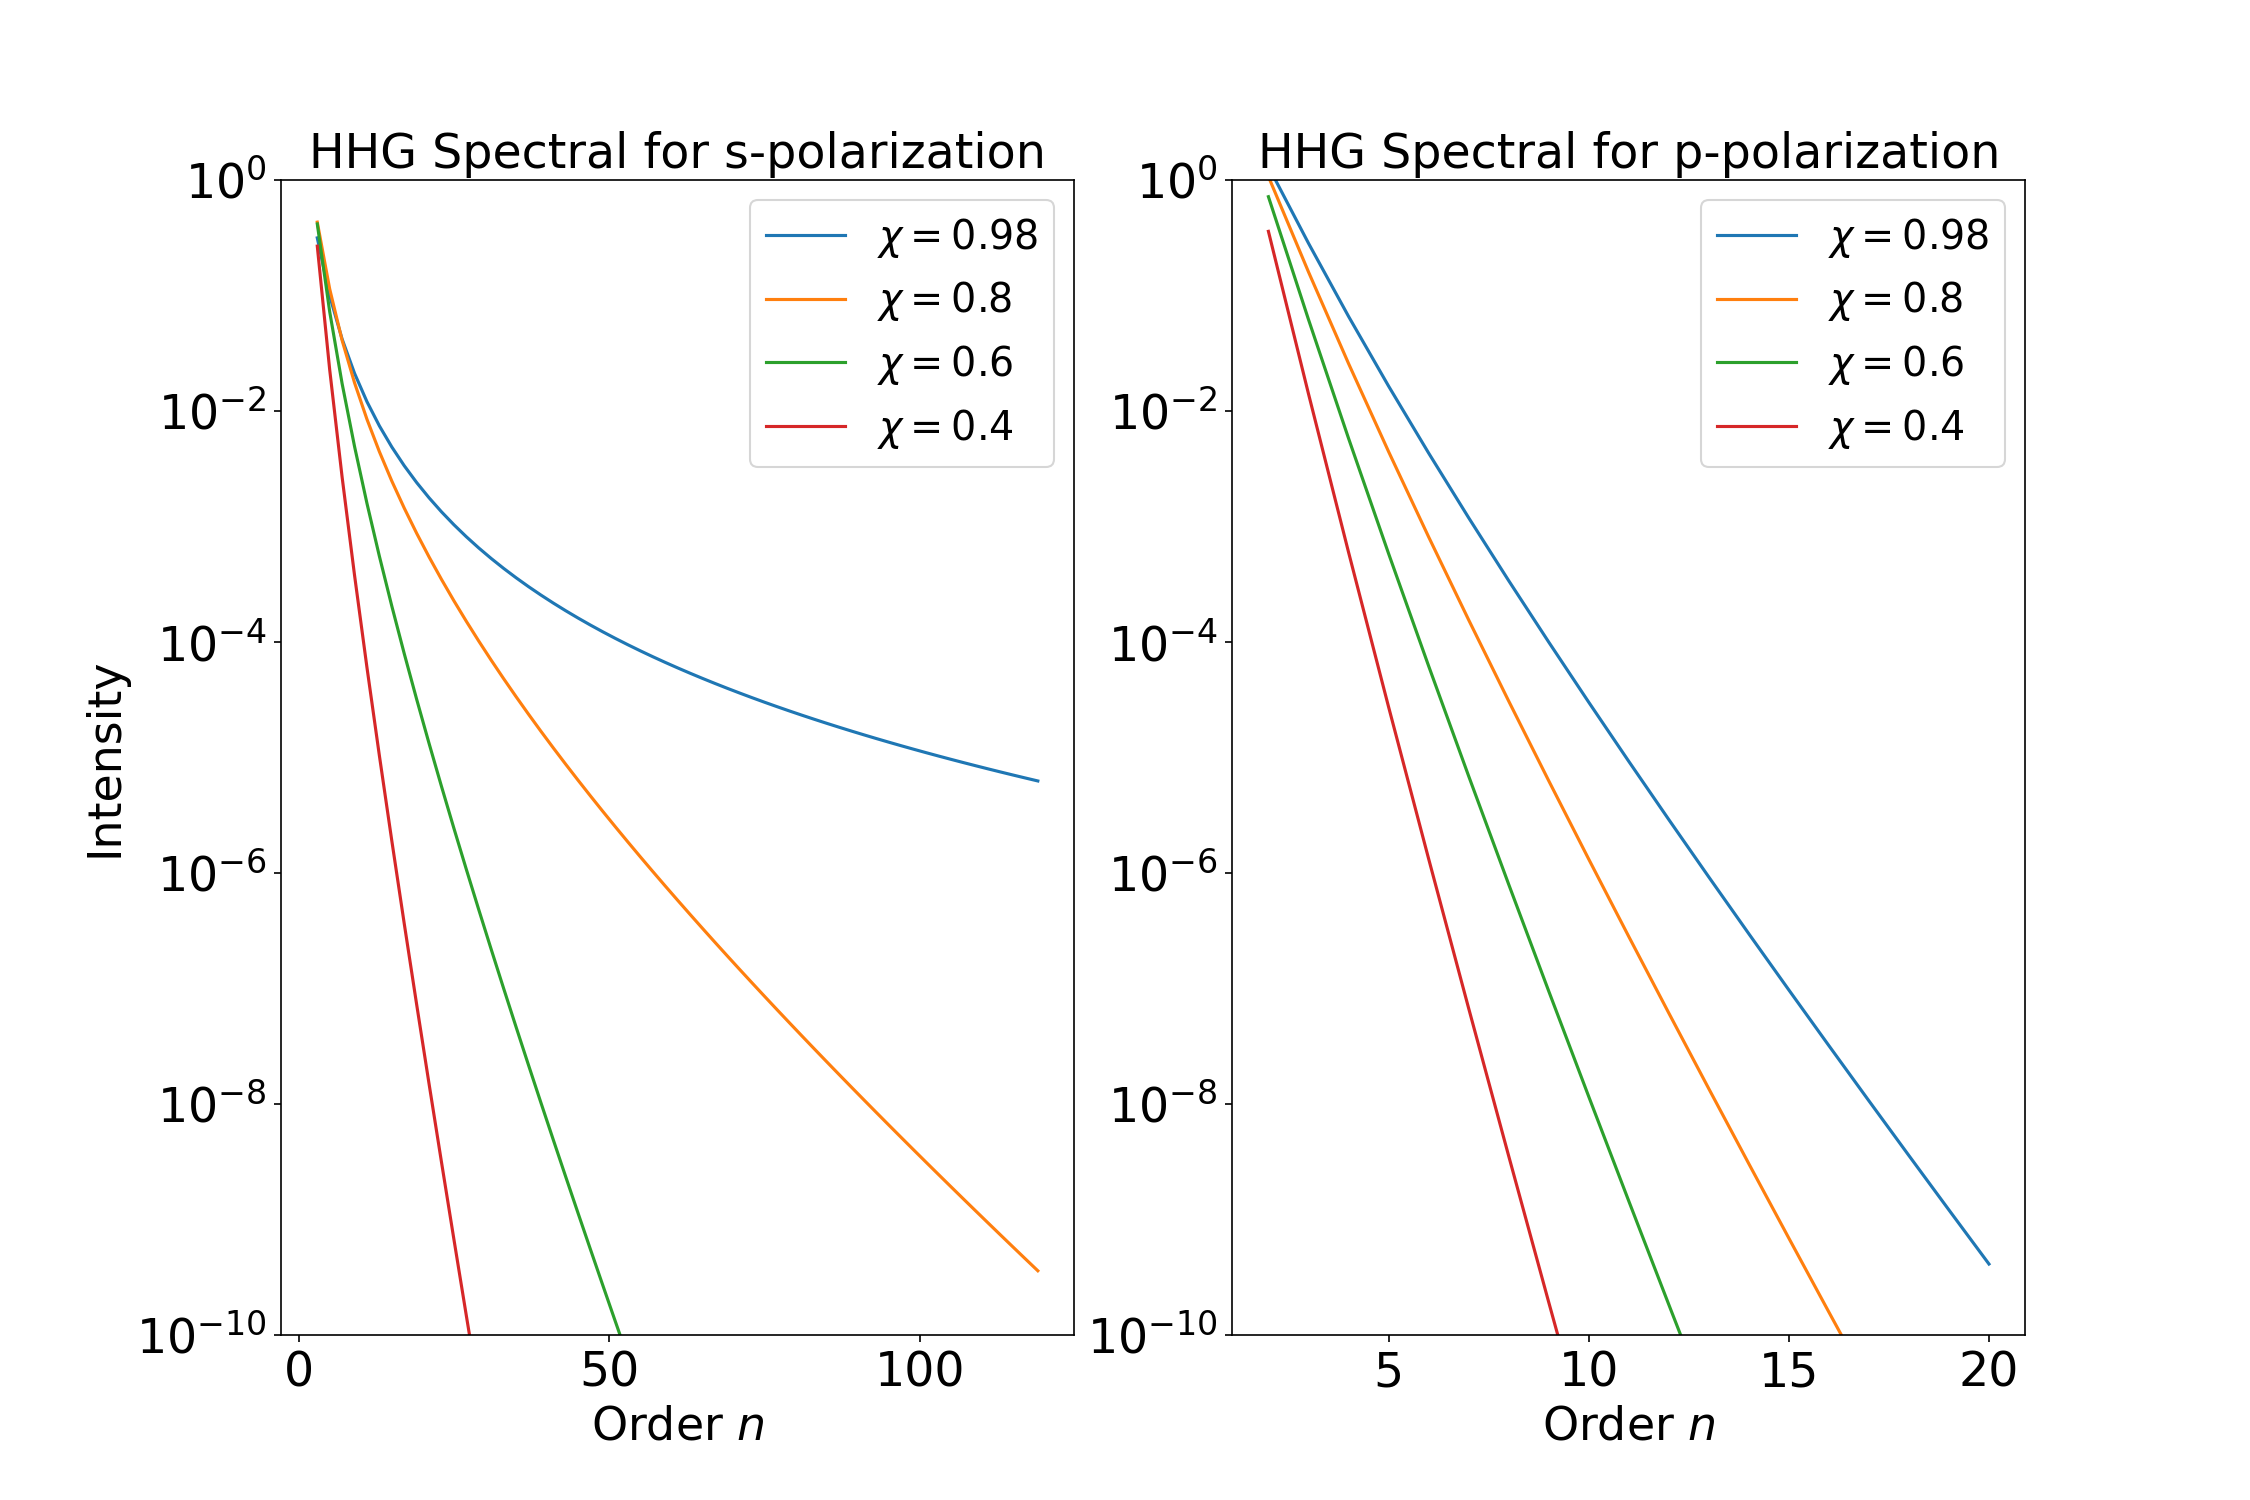 HHG Spectral for s-polarization
10^0
10^−2
10^−4
10^−6
10^−8
10^−10
Intensity
0
50
100
Order n
χ = 0.98
χ = 0.8
χ = 0.6
χ = 0.4
HHG Spectral for p-polarization
10^0
10^−2
10^−4
10^−6
10^−8
10^−10
5
10
15
20
Order n
χ = 0.98
χ = 0.8
χ = 0.6
χ = 0.4